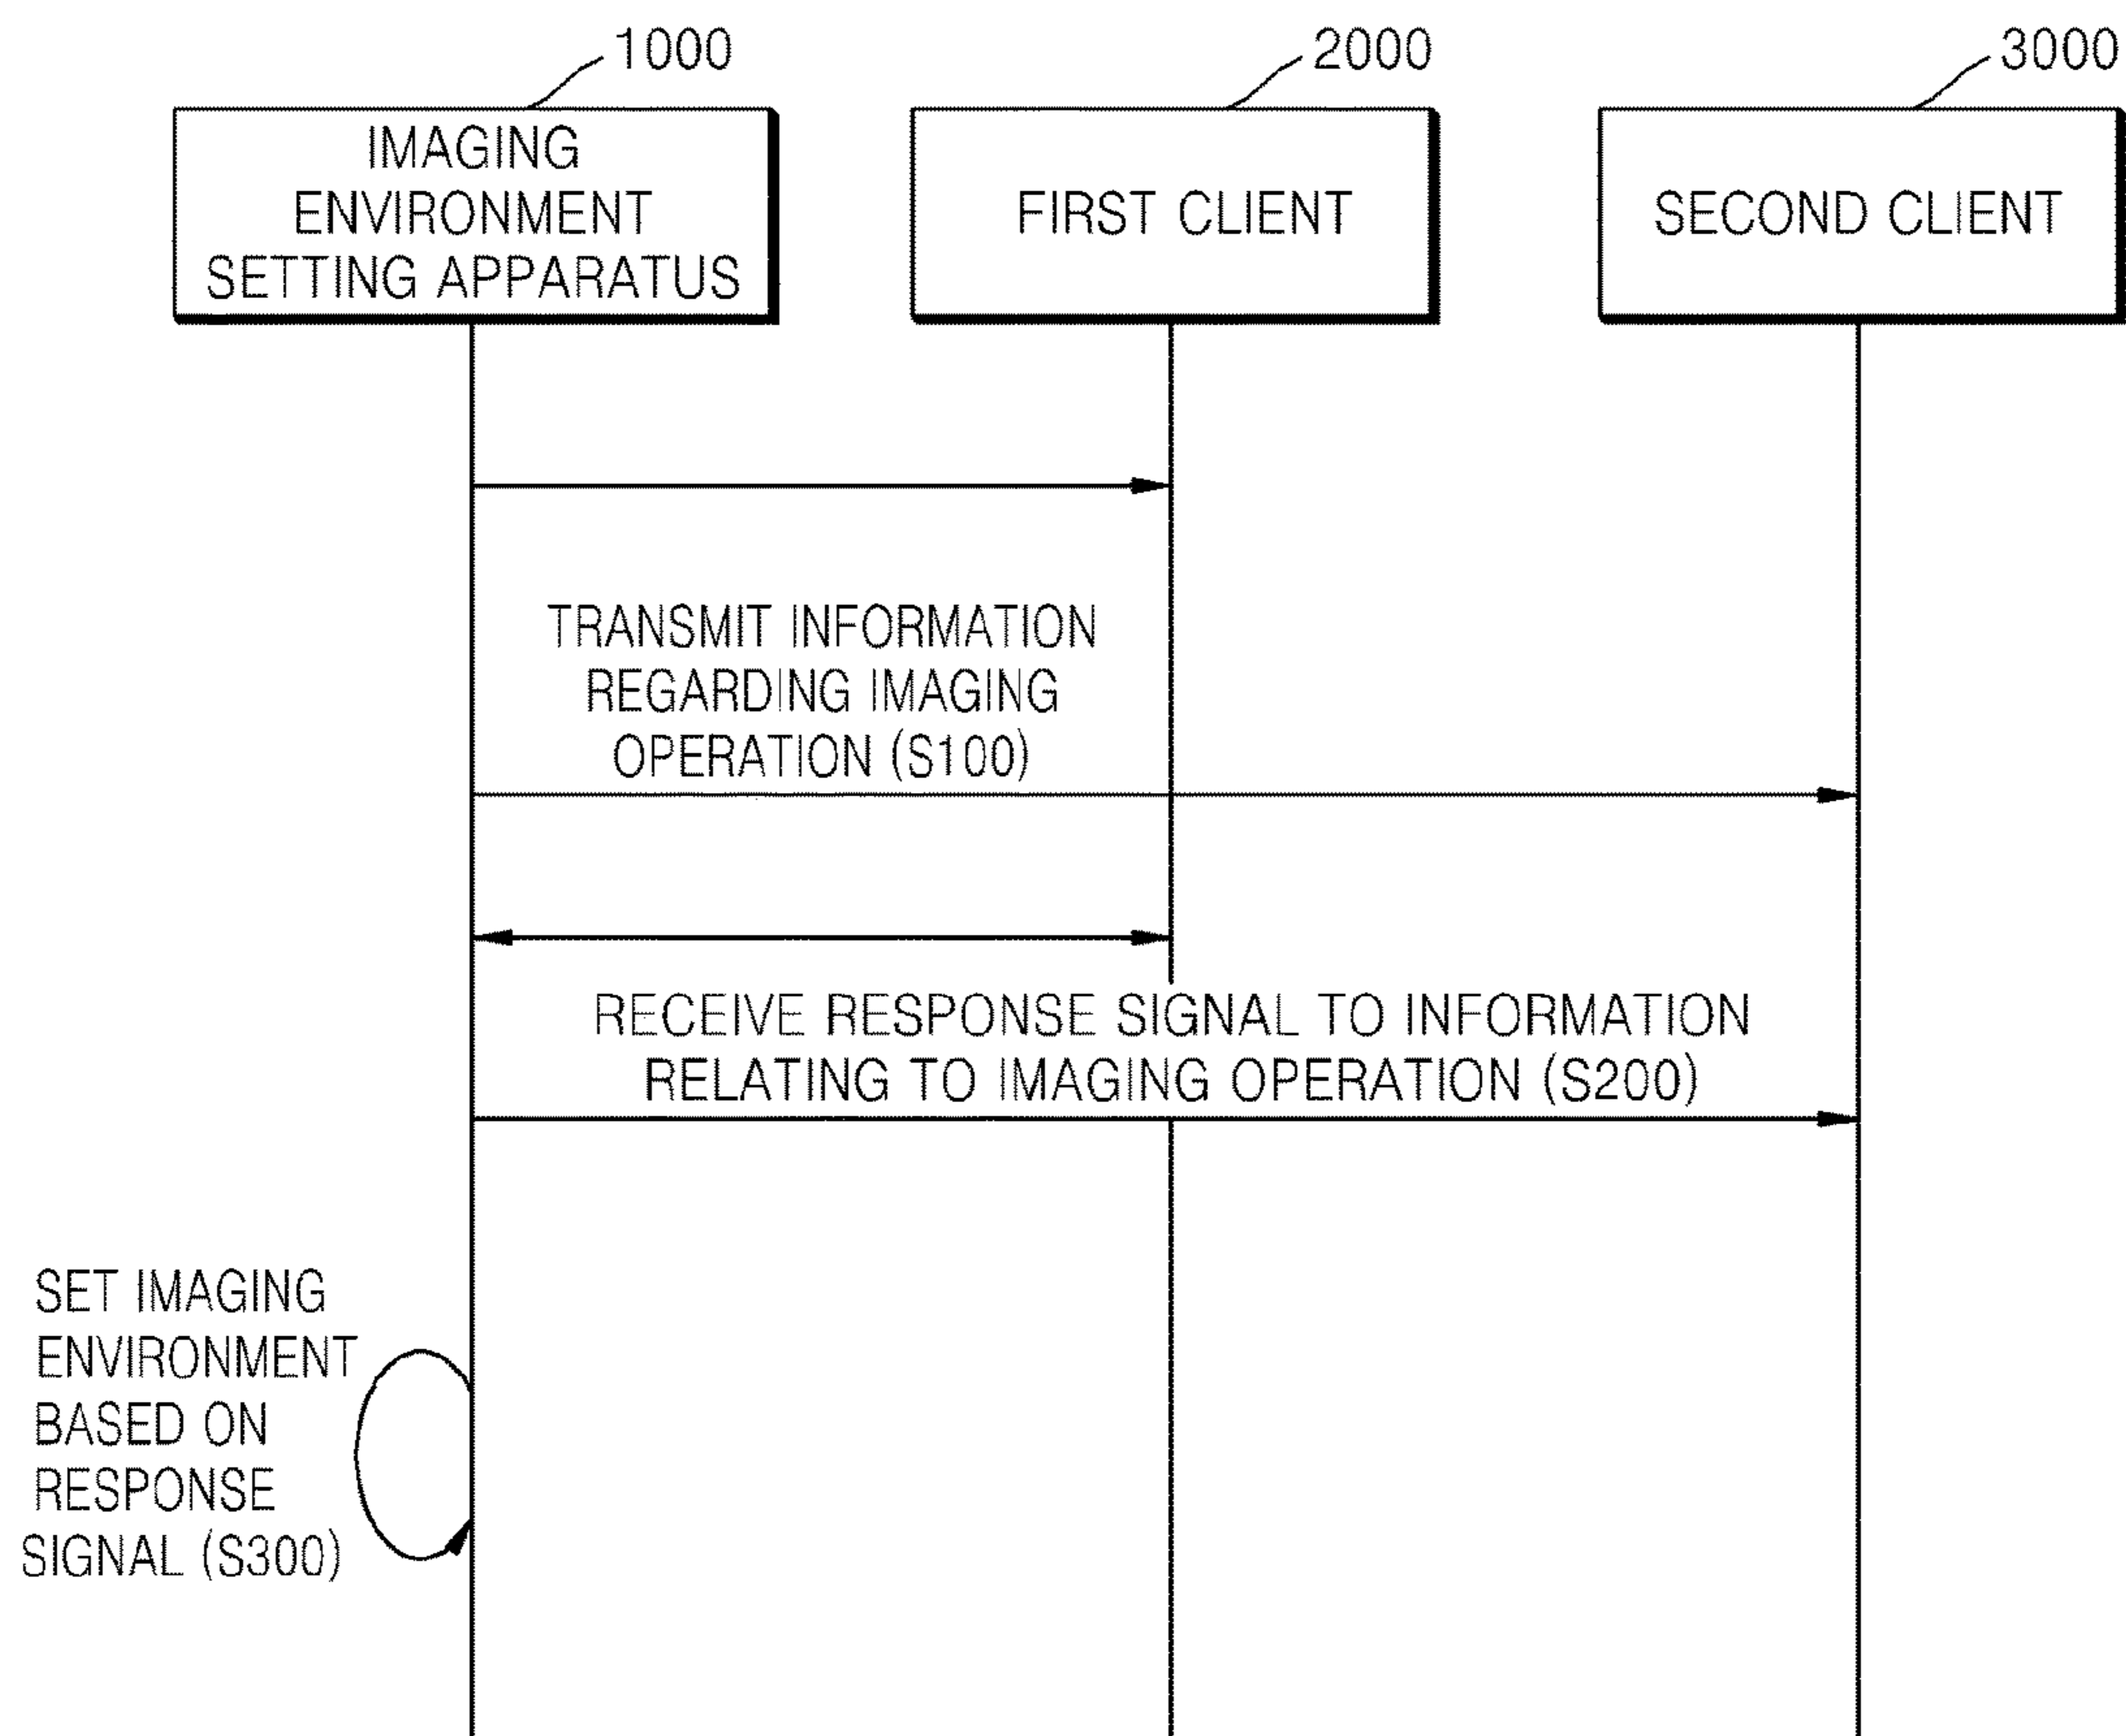 1000
2000
3000
IMAGING
ENVIRONMENT
SETTING APPARATUS
FIRST CLIENT
SECOND CLIENT
TRANSMIT INFORMATION
REGARDING IMAGING
OPERATION (S100)
RECEIVE RESPONSE SIGNAL TO INFORMATION
RELATING TO IMAGING OPERATION (S200)
SET IMAGING
ENVIRONMENT
BASED ON
RESPONSE
SIGNAL (S300)